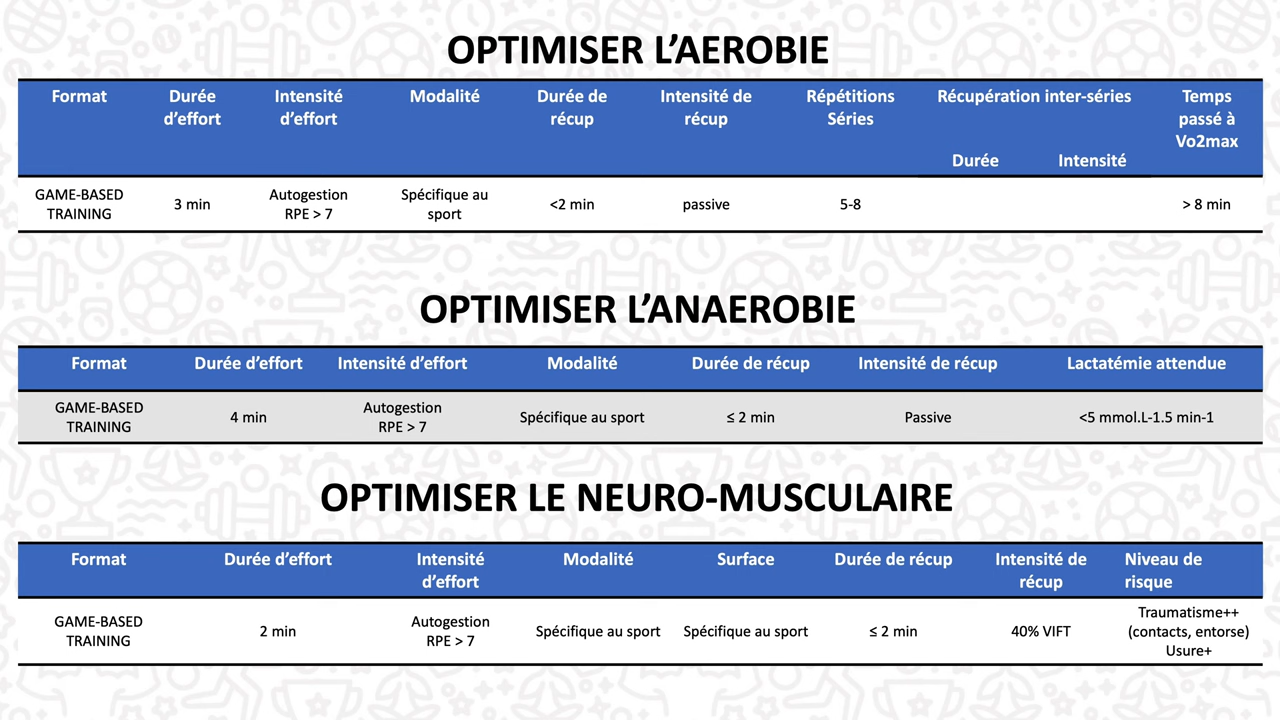 OPTIMISER L’AEROBIE
Format Durée d’effort Intensité d’effort Modalité Durée de récup Intensité de récup Répétitions Séries Récupération inter-séries Durée Intensité Temps passé à Vo2max
GAME-BASED TRAINING 3 min Autogestion RPE > 7 Spécifique au sport <2 min passive 5-8 > 8 min
OPTIMISER L’ANAEROBIE
Format Durée d’effort Intensité d’effort Modalité Durée de récup Intensité de récup Lactatémie attendue
GAME-BASED TRAINING 4 min Autogestion RPE > 7 Spécifique au sport ≤ 2 min Passive <5 mmol.L-1.5 min-1
OPTIMISER LE NEURO-MUSCULAIRE
Format Durée d’effort Intensité d’effort Modalité Surface Durée de récup Intensité de récup Niveau de risque
GAME-BASED TRAINING 2 min Autogestion RPE > 7 Spécifique au sport Spécifique au sport ≤ 2 min 40% VIFT Traumatisme++ (contacts, entorse) Usure+